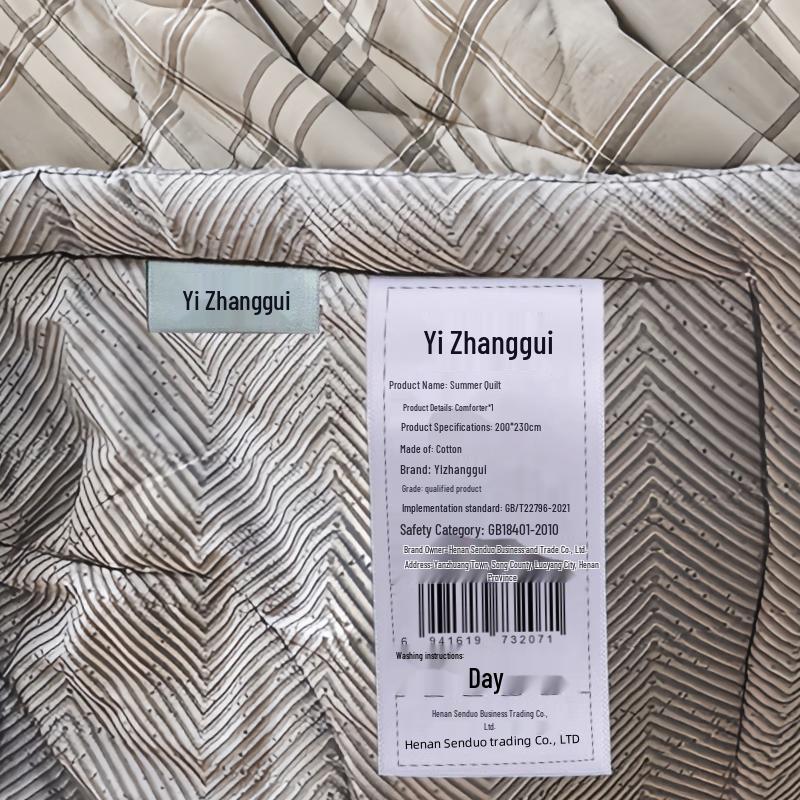 Yi Zhanggui
Yi Zhanggui
Product Name: Summer Quilt
Product Details: Comforter*1
Product Specifications: 200*230cm
Made of: Cotton
Brand: Yizhanggui
Grade: qualified product
Implementation standard: GB/T22796-2021
Safety Category: GB18401-2010
Brand Owner: Henan Senduo Business and Trade Co., Ltd.
Address: Yanzhuang Town, Song County, Luoyang City, Henan
Province
6 941619 732071
Washing instructions:
Day
Henan Senduo Business Trading Co.,
Ltd.
Henan Senduo trading Co., LTD